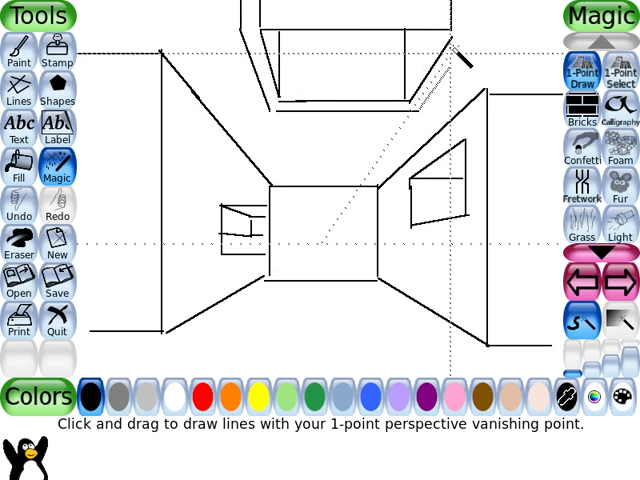 Tools
Magic
Paint
Stamp
Lines
Shapes
Abc
Text
Abc
Label
Fill
Magic
Undo
Redo
Eraser
New
Open
Save
Print
Quit
1-Point
Draw
1-Point
Select
Bricks
Calligraphy
Confetti
Foam
Fretwork
Fur
Grass
Light
Colors
Click and drag to draw lines with your 1-point perspective vanishing point.